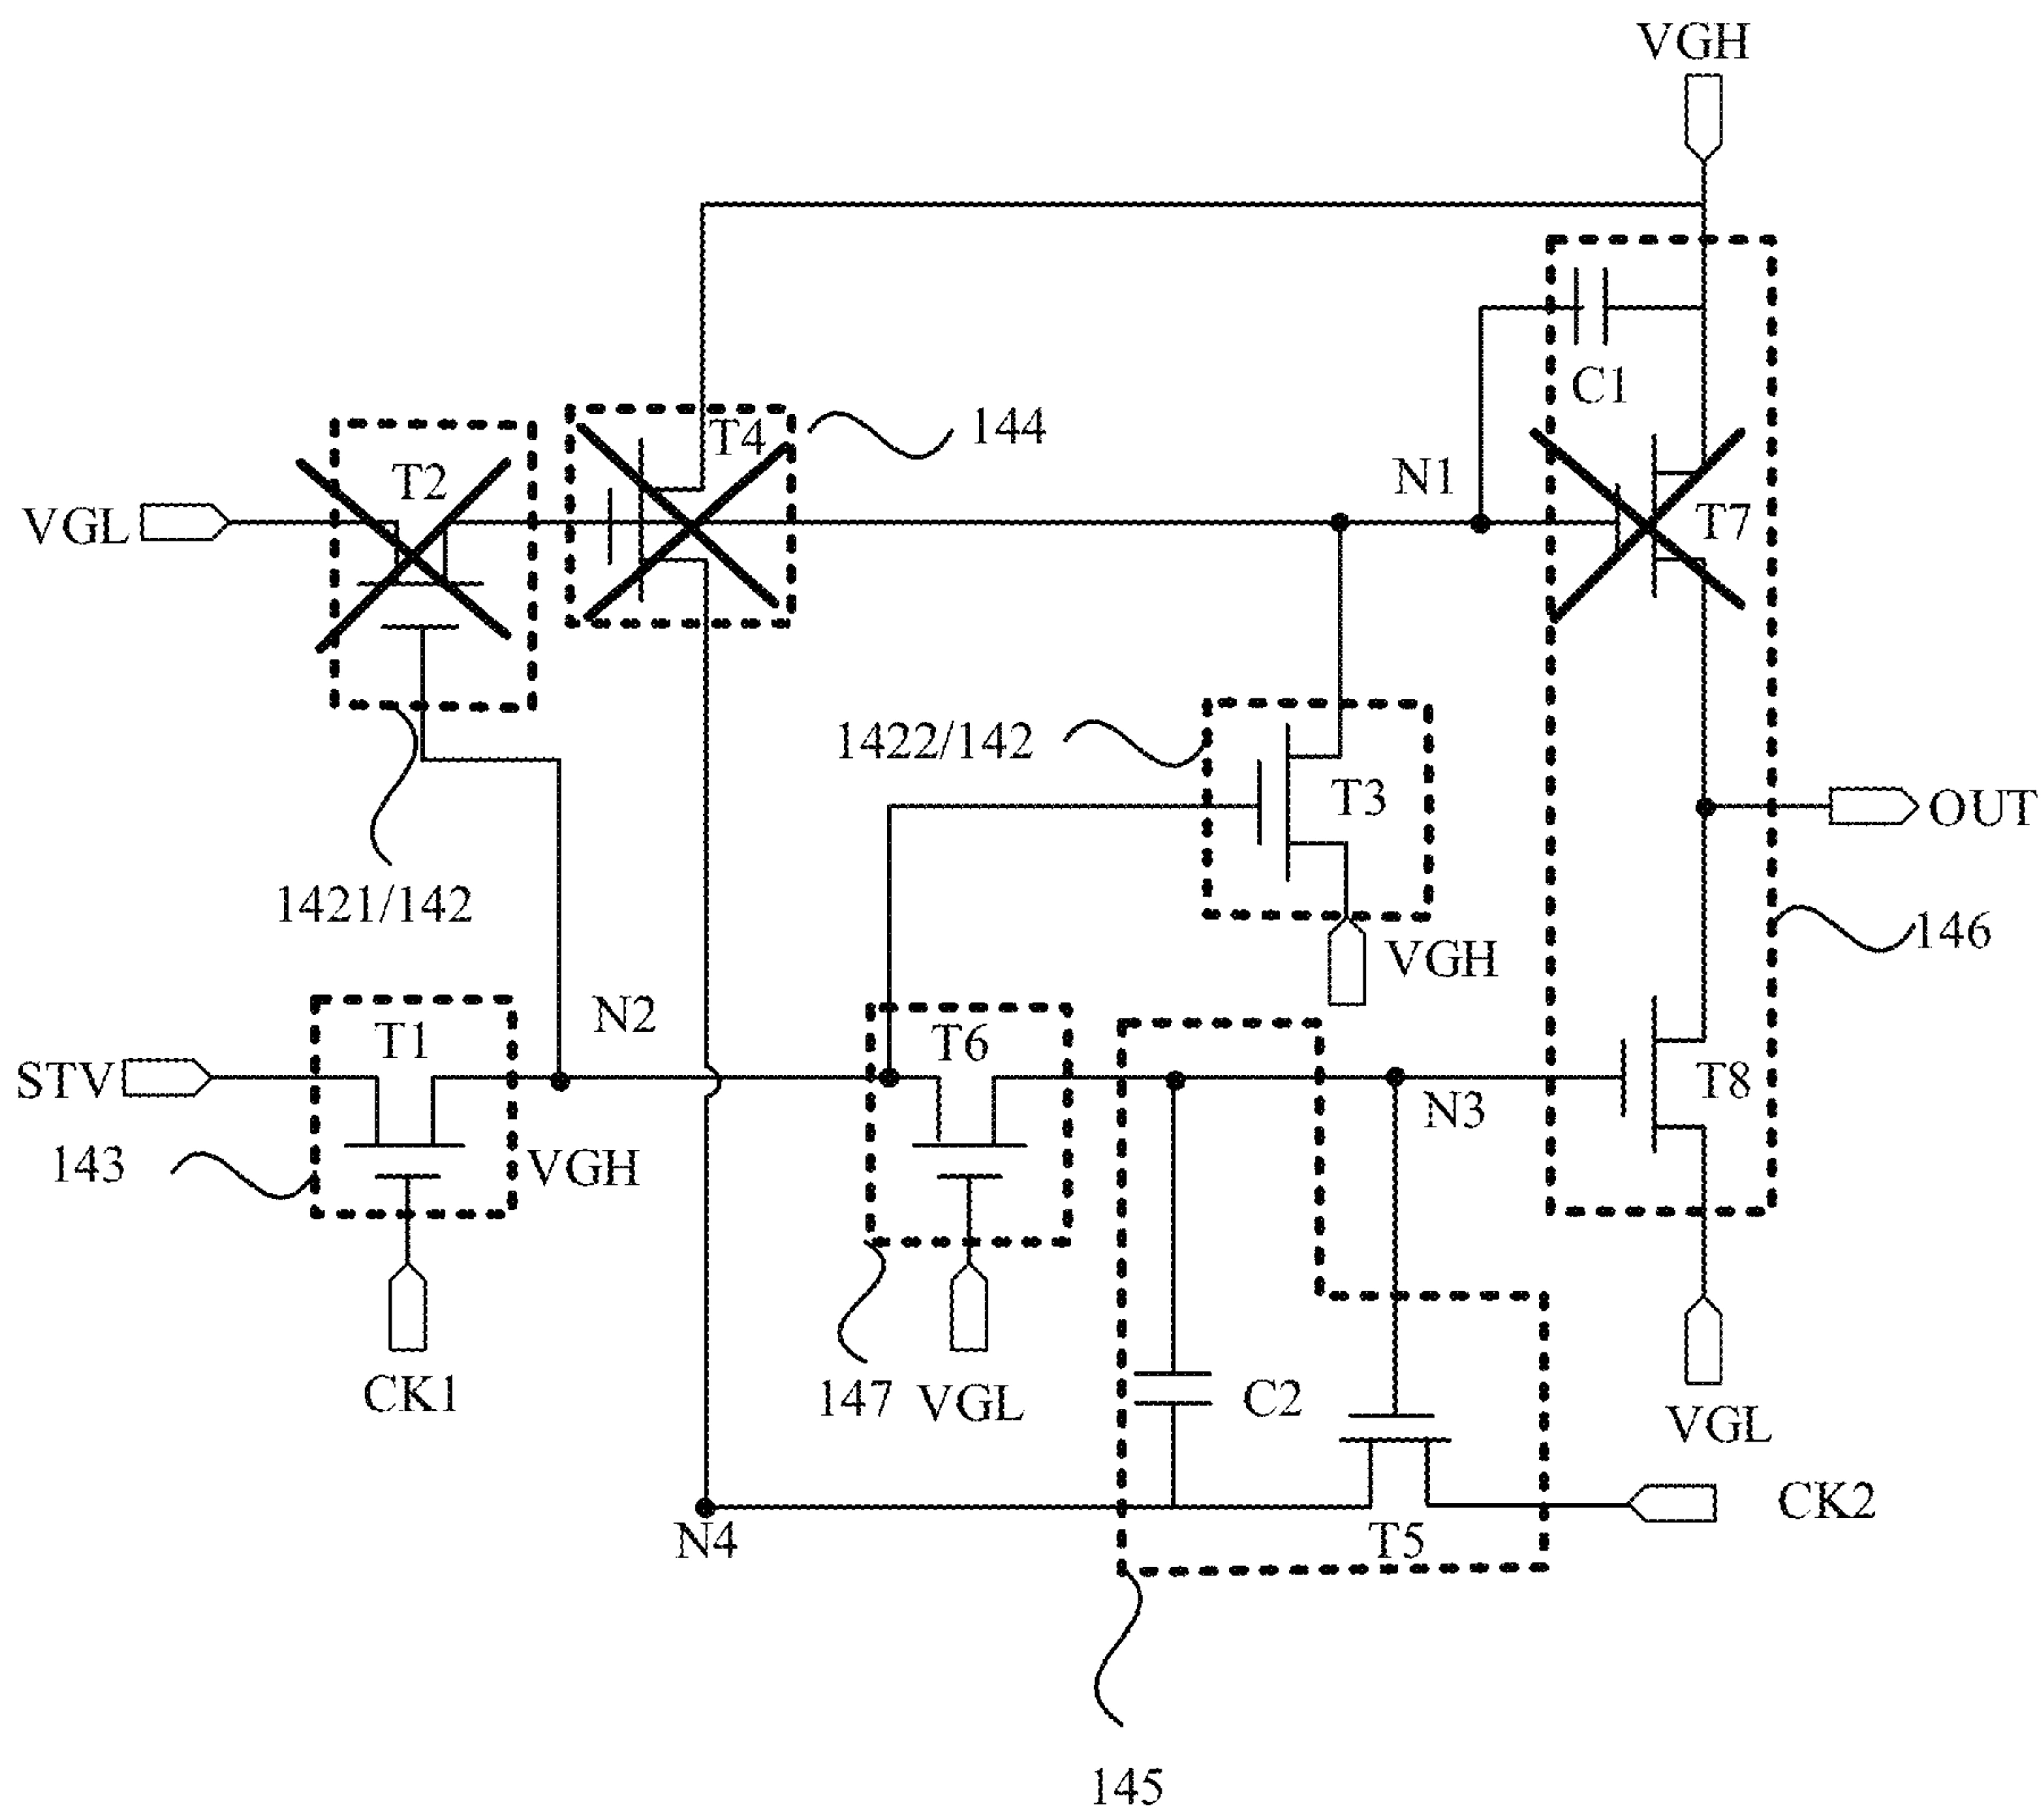 VGH
C1
T4
144
T2
N1
T7
VGL
1422/142
T3
OUT
1421/142
146
VGH
N2
T1
T6
STV
T8
N3
143
VGH
CK1
147
VGL
C2
VGL
CK2
N4
T5
145